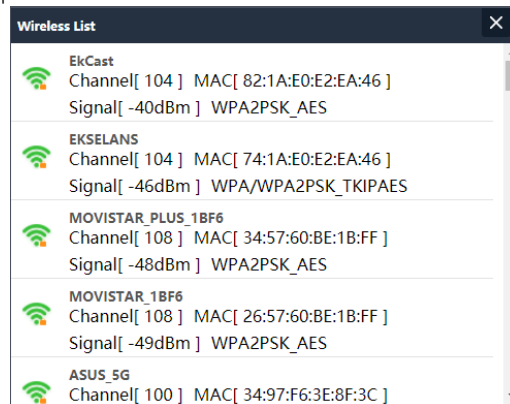 Wireless List
EkCast
Channel[ 104 ] MAC[ 82:1A:E0:E2:EA:46 ]
Signal[ -40dBm ] WPA2PSK_AES
EKSELANS
Channel[ 104 ] MAC[ 74:1A:E0:E2:EA:46 ]
Signal[ -46dBm ] WPA/WPA2PSK_TKIPAES
MOVISTAR_PLUS_1BF6
Channel[ 108 ] MAC[ 34:57:60:BE:1B:FF ]
Signal[ -48dBm ] WPA2PSK_AES
MOVISTAR_1BF6
Channel[ 108 ] MAC[ 26:57:60:BE:1B:FF ]
Signal[ -49dBm ] WPA2PSK_AES
ASUS_5G
Channel[ 100 ] MAC[ 34:97:F6:3E:8F:3C ]